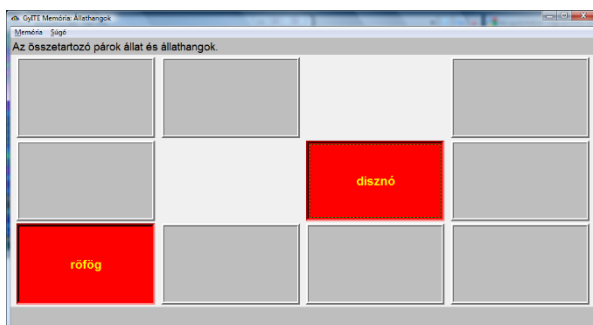 GyITE Memória: Állathangok
Memória Súgó
Az összetartozó párok állat és állathangok.
disznó
röfög